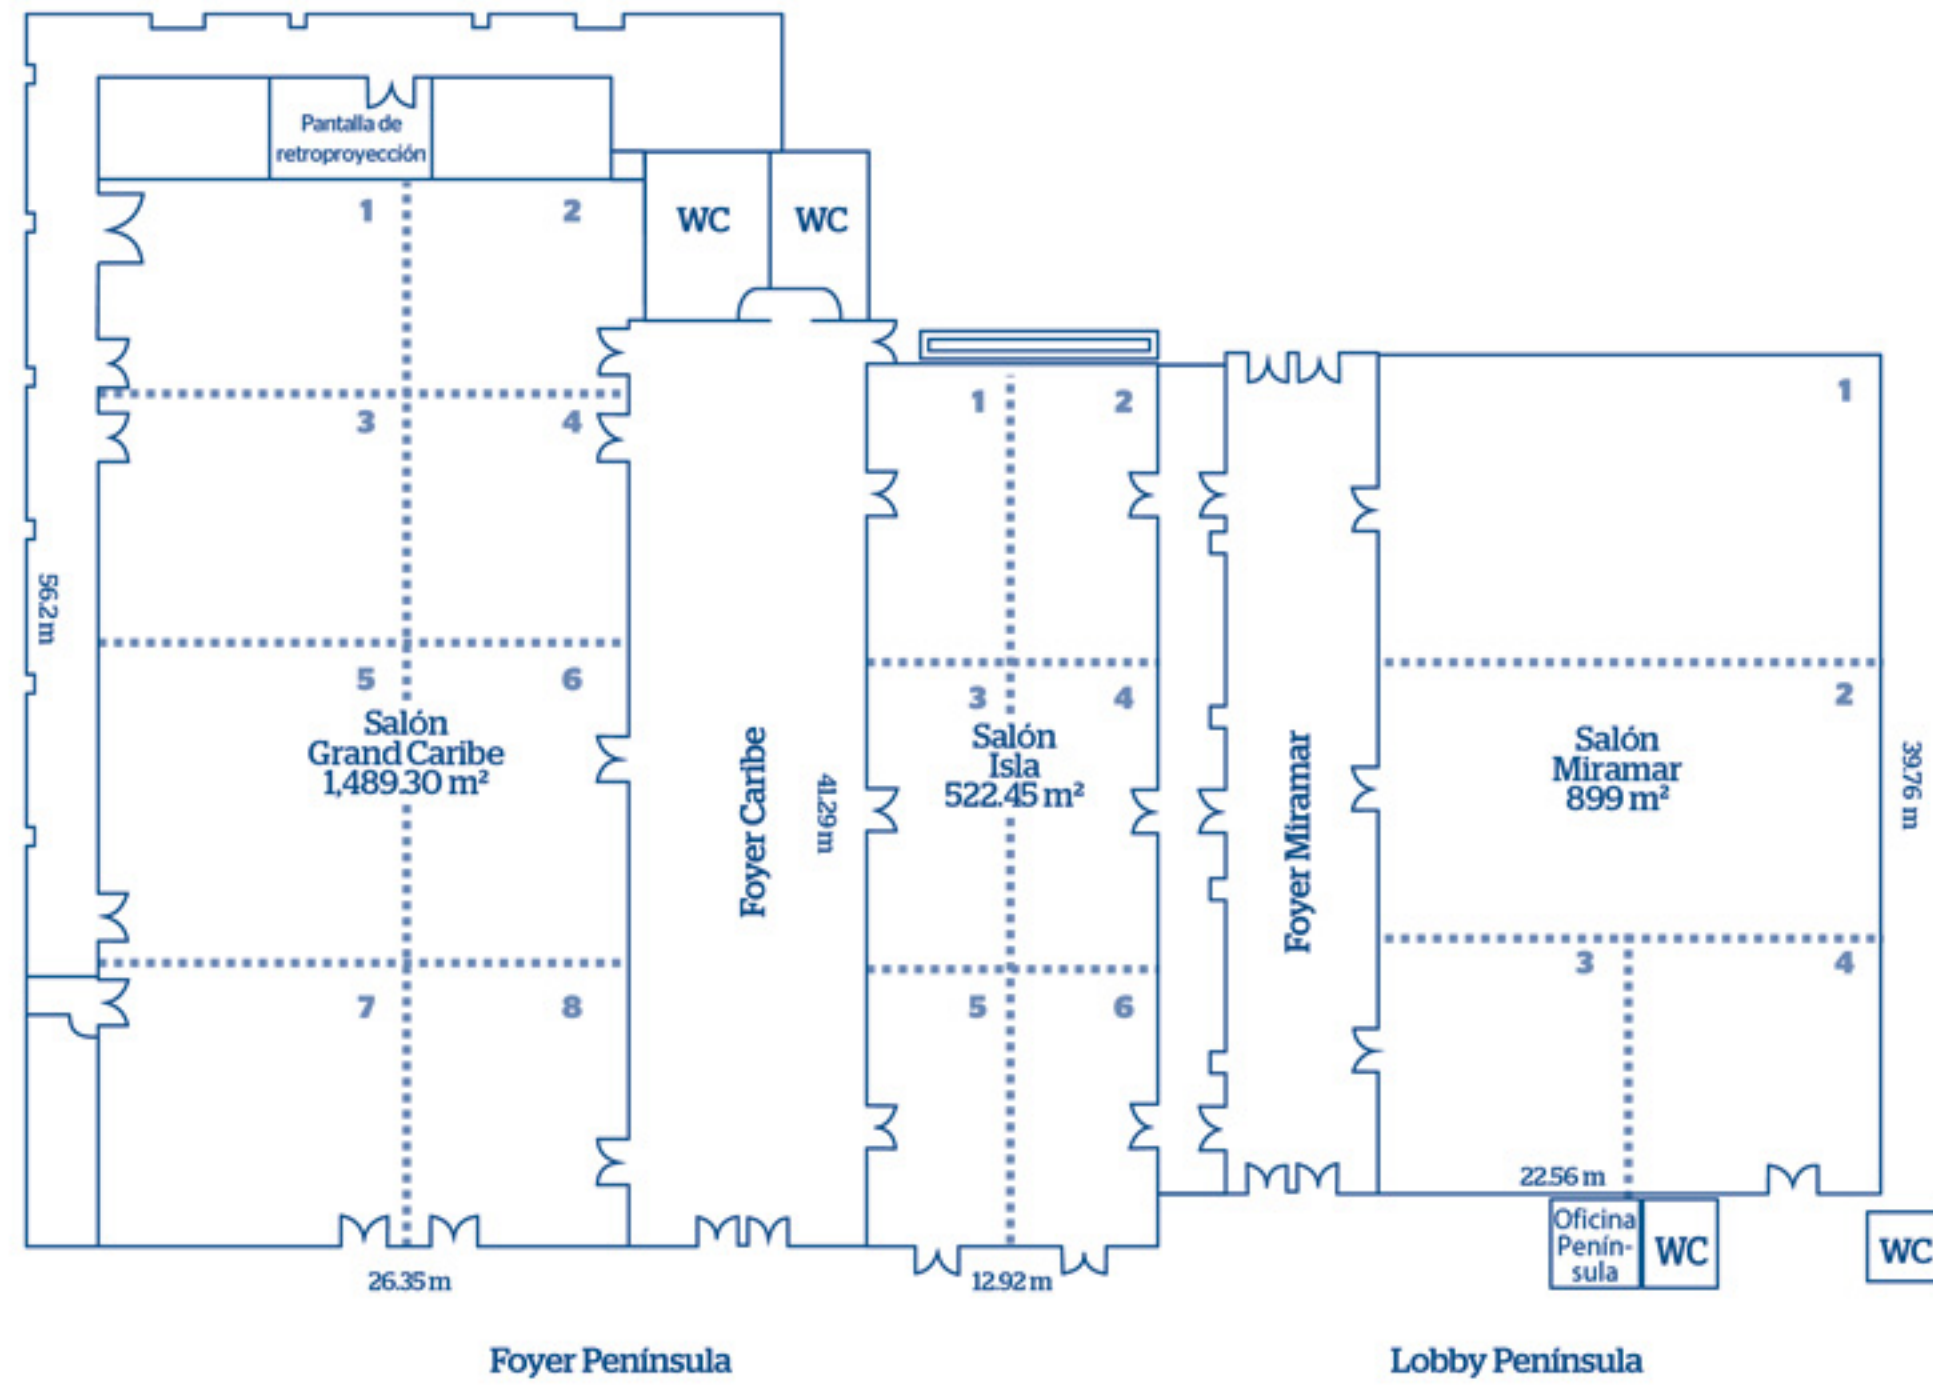 Pantalla de
retroproyección
WC
WC
1
2
3
4
5
6
Salón
Grand Caribe
1,489.30 m²
7
8
56.2 m
26.35 m
Foyer Caribe
41.29 m
1
2
3
4
Salón
Isla
522.45 m²
5
6
12.92 m
Foyer Miramar
1
2
Salón
Miramar
899 m²
39.76 m
3
4
22.56 m
Oficina
Penín-
sula
WC
WC
Foyer Península
Lobby Península